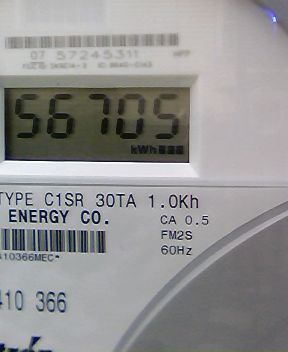 07 57245311
56705
kWh
TYPE C1SR 30TA 1.0Kh
ENERGY CO.
CA 0.5
FM2S
60Hz
410366MEC*
410 366